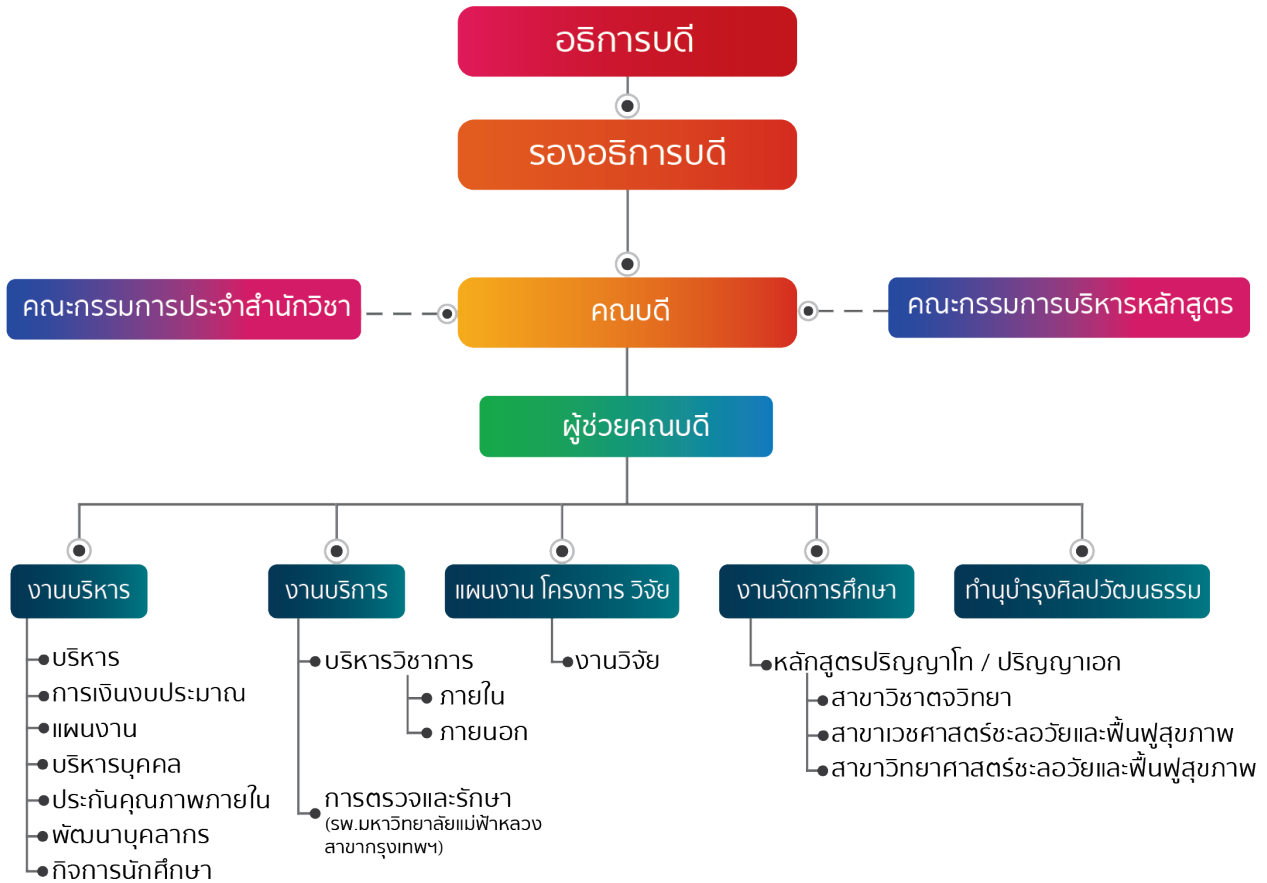 อธิการบดี
รองอธิการบดี
คณะกรรมการประจำสำนักวิชา
คณบดี
คณะกรรมการบริหารหลักสูตร
ผู้ช่วยคณบดี
งานบริหาร
บริหาร
การเงินงบประมาณ
แผนงาน
บริหารบุคคล
ประกันคุณภาพภายใน
พัฒนาบุคลากร
กิจการนักศึกษา
งานบริการ
บริหารวิชาการ
ภายใน
ภายนอก
การตรวจและรักษา
(รพ.มหาวิทยาลัยแม่ฟ้าหลวง
สาขากรุงเทพฯ)
แผนงาน โครงการ วิจัย
งานวิจัย
งานจัดการศึกษา
หลักสูตรปริญญาโท / ปริญญาเอก
สาขาวิชาตจวิทยา
สาขาเวชศาสตร์ชะลอวัยและฟื้นฟูสุขภาพ
สาขาวิทยาศาสตร์ชะลอวัยและฟื้นฟูสุขภาพ
ทำนุบำรุงศิลปวัฒนธรรม